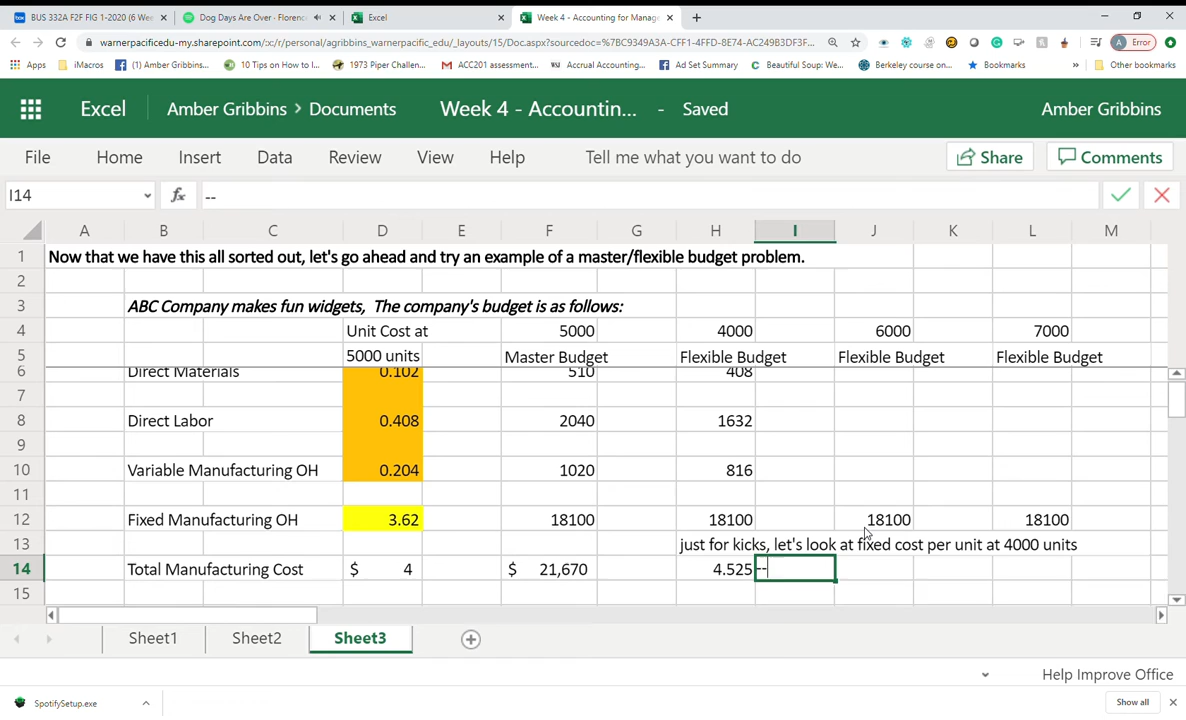 BUS 332A F2F FIG 1-2020 (6 Wee
Dog Days Are Over - Florenc
Excel
Week 4 - Accounting for Manage
warnerpacificedu-my.sharepoint.com/:x:/r/personal/agribbins_warnerpacific_edu/_layouts/15/Doc.aspx?sourcedoc=%7BC9349A3A-CFF1-4FFD-8E74-AC249B3DF3F...
A Error
Apps iMacros (1) Amber Gribbins... 10 Tips on How to I... 1973 Piper Challen... ACC201 assessment... Accrual Accounting... Ad Set Summary Beautiful Soup: We... Berkeley course on... Bookmarks » Other bookmarks
Excel Amber Gribbins > Documents Week 4 - Accountin... - Saved Amber Gribbins
File Home Insert Data Review View Help Tell me what you want to do Share Comments
I14 fx --
A B C D E F G H I J K L M
1 Now that we have this all sorted out, let's go ahead and try an example of a master/flexible budget problem.
2
3 ABC Company makes fun widgets, The company's budget is as follows:
4 Unit Cost at 5000 4000 6000 7000
5 5000 units Master Budget Flexible Budget Flexible Budget Flexible Budget
6 Direct Materials 0.102 510 408
7
8 Direct Labor 0.408 2040 1632
9
10 Variable Manufacturing OH 0.204 1020 816
11
12 Fixed Manufacturing OH 3.62 18100 18100 18100 18100
13 just for kicks, let's look at fixed cost per unit at 4000 units
14 Total Manufacturing Cost $ 4 $ 21,670 4.525 --
15
Sheet1 Sheet2 Sheet3
Help Improve Office
SpotifySetup.exe Show all